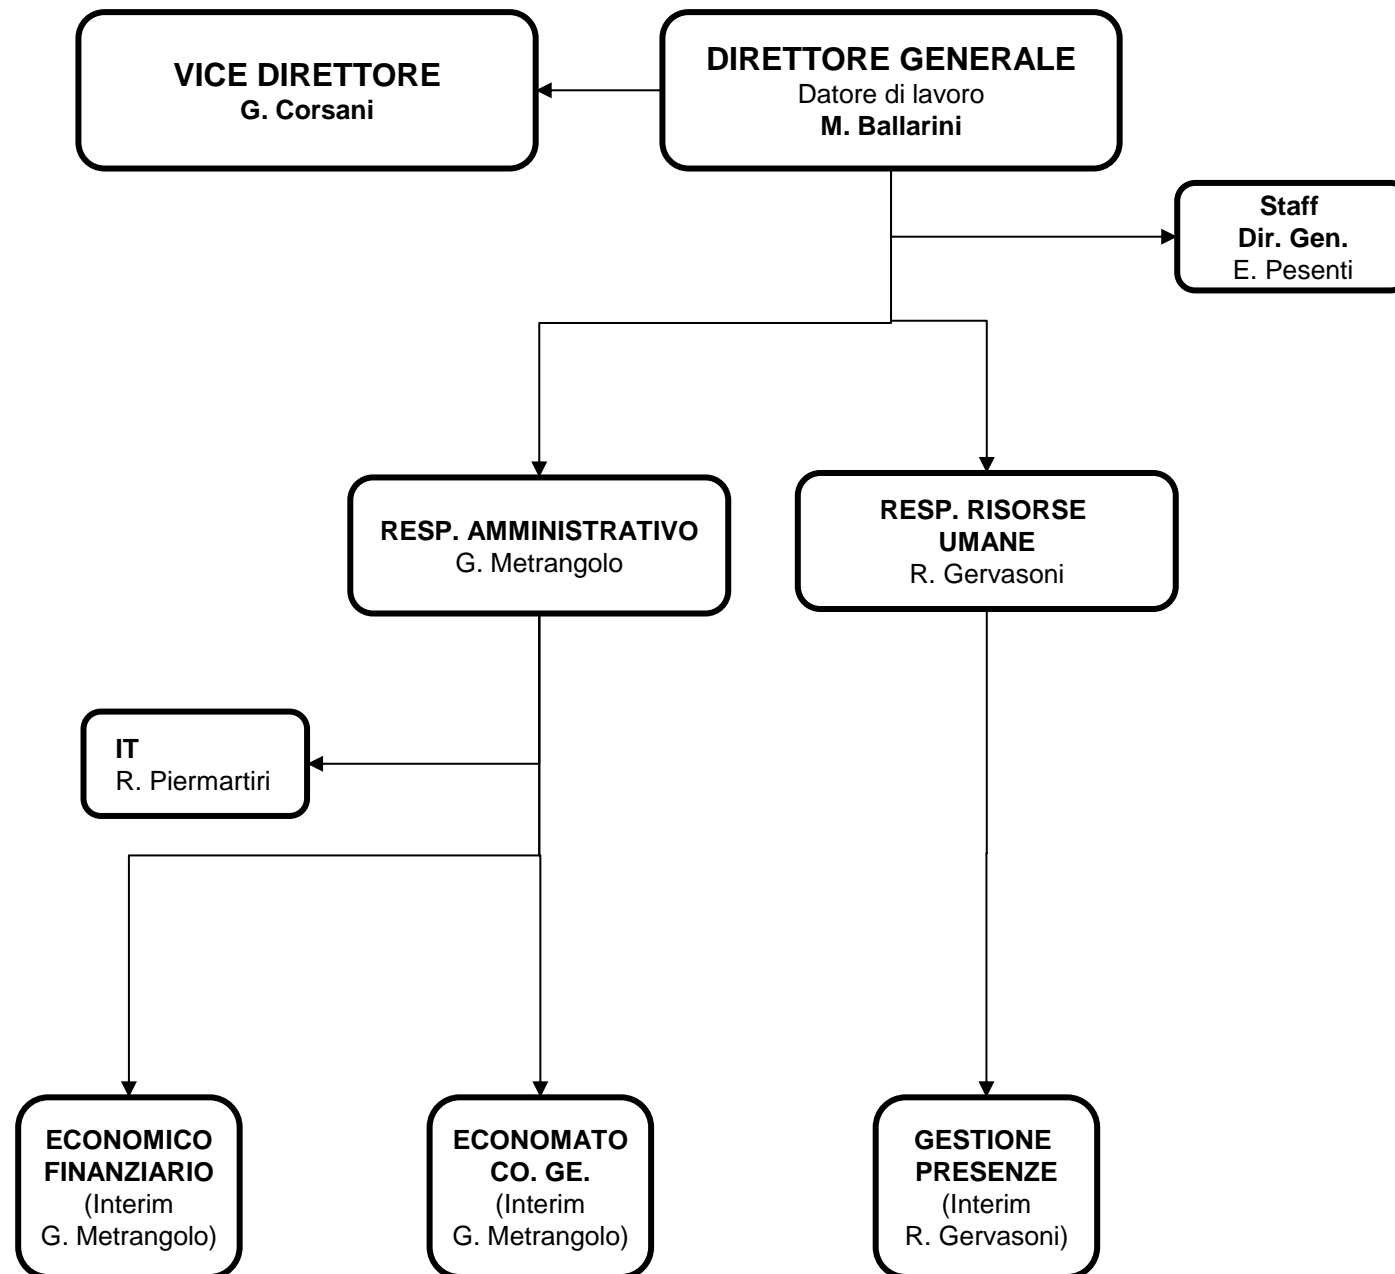 VICE DIRETTORE
G. Corsani
DIRETTORE GENERALE
Datore di lavoro
M. Ballarini
Staff
Dir. Gen.
E. Pesenti
RESP. AMMINISTRATIVO
G. Metrangolo
RESP. RISORSE
UMANE
R. Gervasoni
IT
R. Piermartiri
ECONOMICO
FINANZIARIO
(Interim
G. Metrangolo)
ECONOMATO
CO. GE.
(Interim
G. Metrangolo)
GESTIONE
PRESENZE
(Interim
R. Gervasoni)